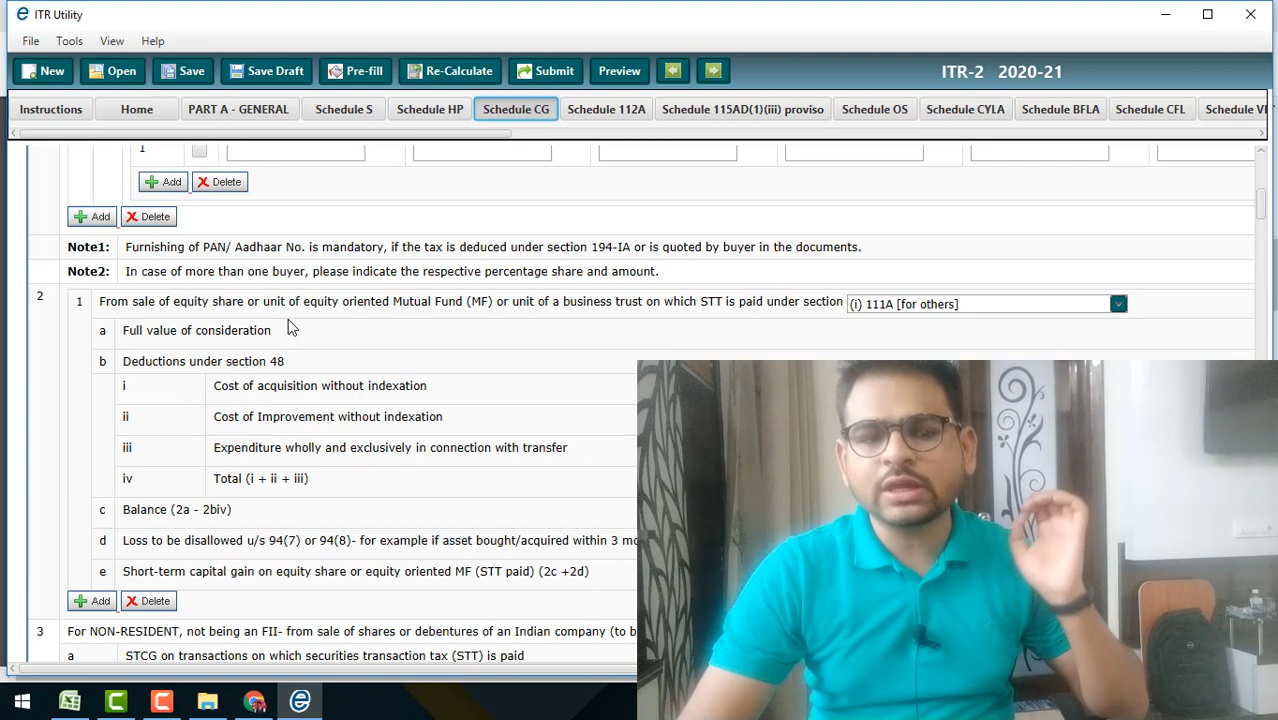 ITR Utility
File Tools View Help
New Open Save Save Draft Pre-fill Re-Calculate Submit Preview ITR-2 2020-21
Instructions Home PART A - GENERAL Schedule S Schedule HP Schedule CG Schedule 112A Schedule 115AD(1)(iii) proviso Schedule OS Schedule CYLA Schedule BFLA Schedule CFL Schedule
1
Add Delete
Add Delete
Note1: Furnishing of PAN/ Aadhaar No. is mandatory, if the tax is deducted under section 194-IA or is quoted by buyer in the documents.
Note2: In case of more than one buyer, please indicate the respective percentage share and amount.
2 1 From sale of equity share or unit of equity oriented Mutual Fund (MF) or unit of a business trust on which STT is paid under section (i) 111A [for others]
a Full value of consideration
b Deductions under section 48
i Cost of acquisition without indexation
ii Cost of Improvement without indexation
iii Expenditure wholly and exclusively in connection with transfer
iv Total (i + ii + iii)
c Balance (2a - 2biv)
d Loss to be disallowed u/s 94(7) or 94(8)- for example if asset bought/acquired within 3
e Short-term capital gain on equity share or equity oriented MF (STT paid) (2c +2d)
Add Delete
3 For NON-RESIDENT, not being an FII- from sale of shares or debentures of an Indian company (to
a STCG on transactions on which securities transaction tax (STT) is paid